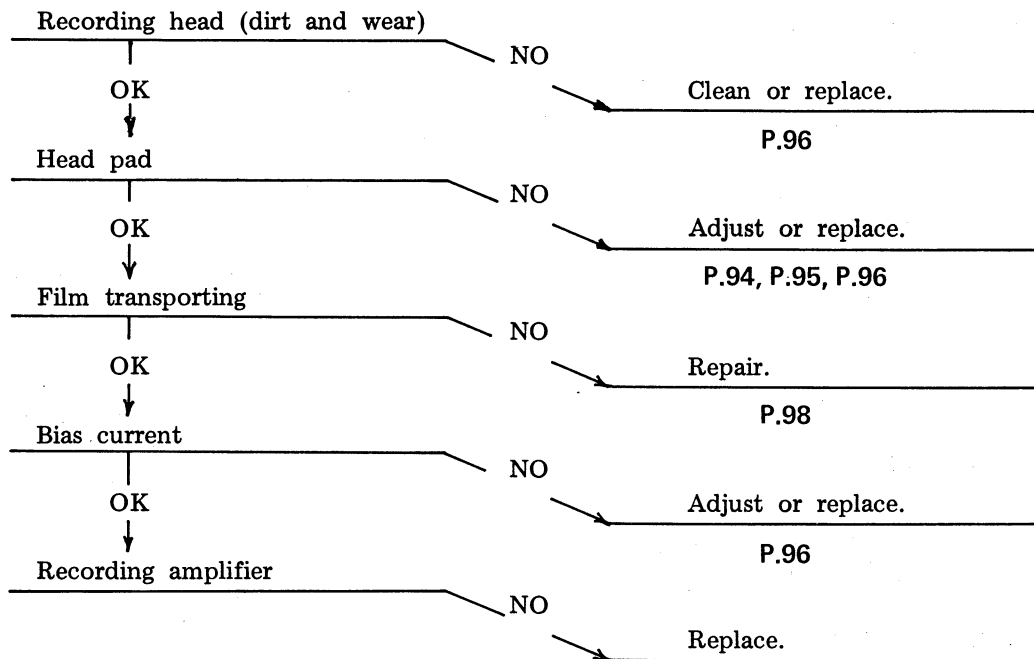 Recording head (dirt and wear)
NO
OK
Clean or replace.
P.96
Head pad
NO
OK
Adjust or replace.
P.94, P.95, P.96
Film transporting
NO
OK
Repair.
P.98
Bias current
NO
OK
Adjust or replace.
P.96
Recording amplifier
NO
Replace.